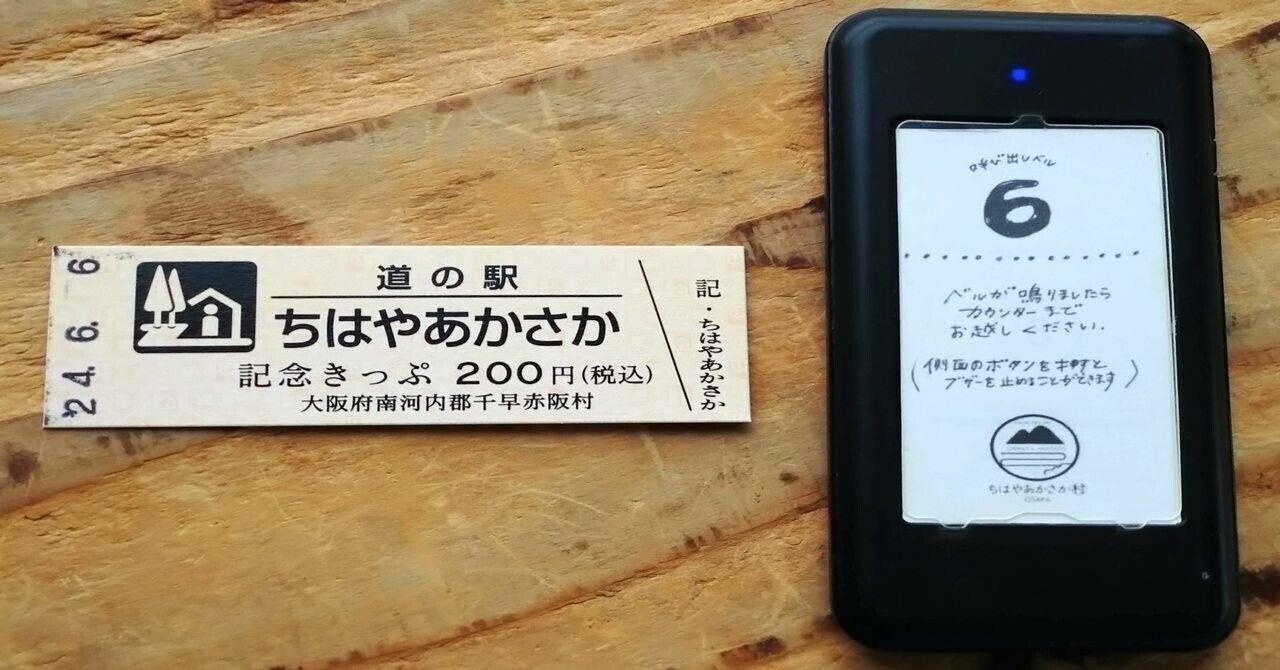 '24.6.-6
道の駅
ちはやあかさか
記念きっぷ 200円(税込)
大阪府南河内郡千早赤阪村
記・ちはやあかさか
呼び出しベル
6
ベルが鳴りましたら
カウンターまで
お越しください.
(側面のボタンを押すと
ブザーを止めることができます)
ちはやあかさか村
OSAKA